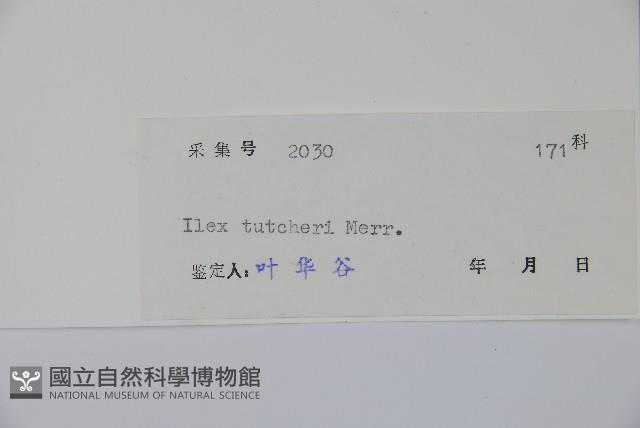 采集号 2030 171科
Ilex tutcheri Merr.
鉴定人: 叶华谷 年 月 日
國立自然科學博物館
NATIONAL MUSEUM OF NATURAL SCIENCE